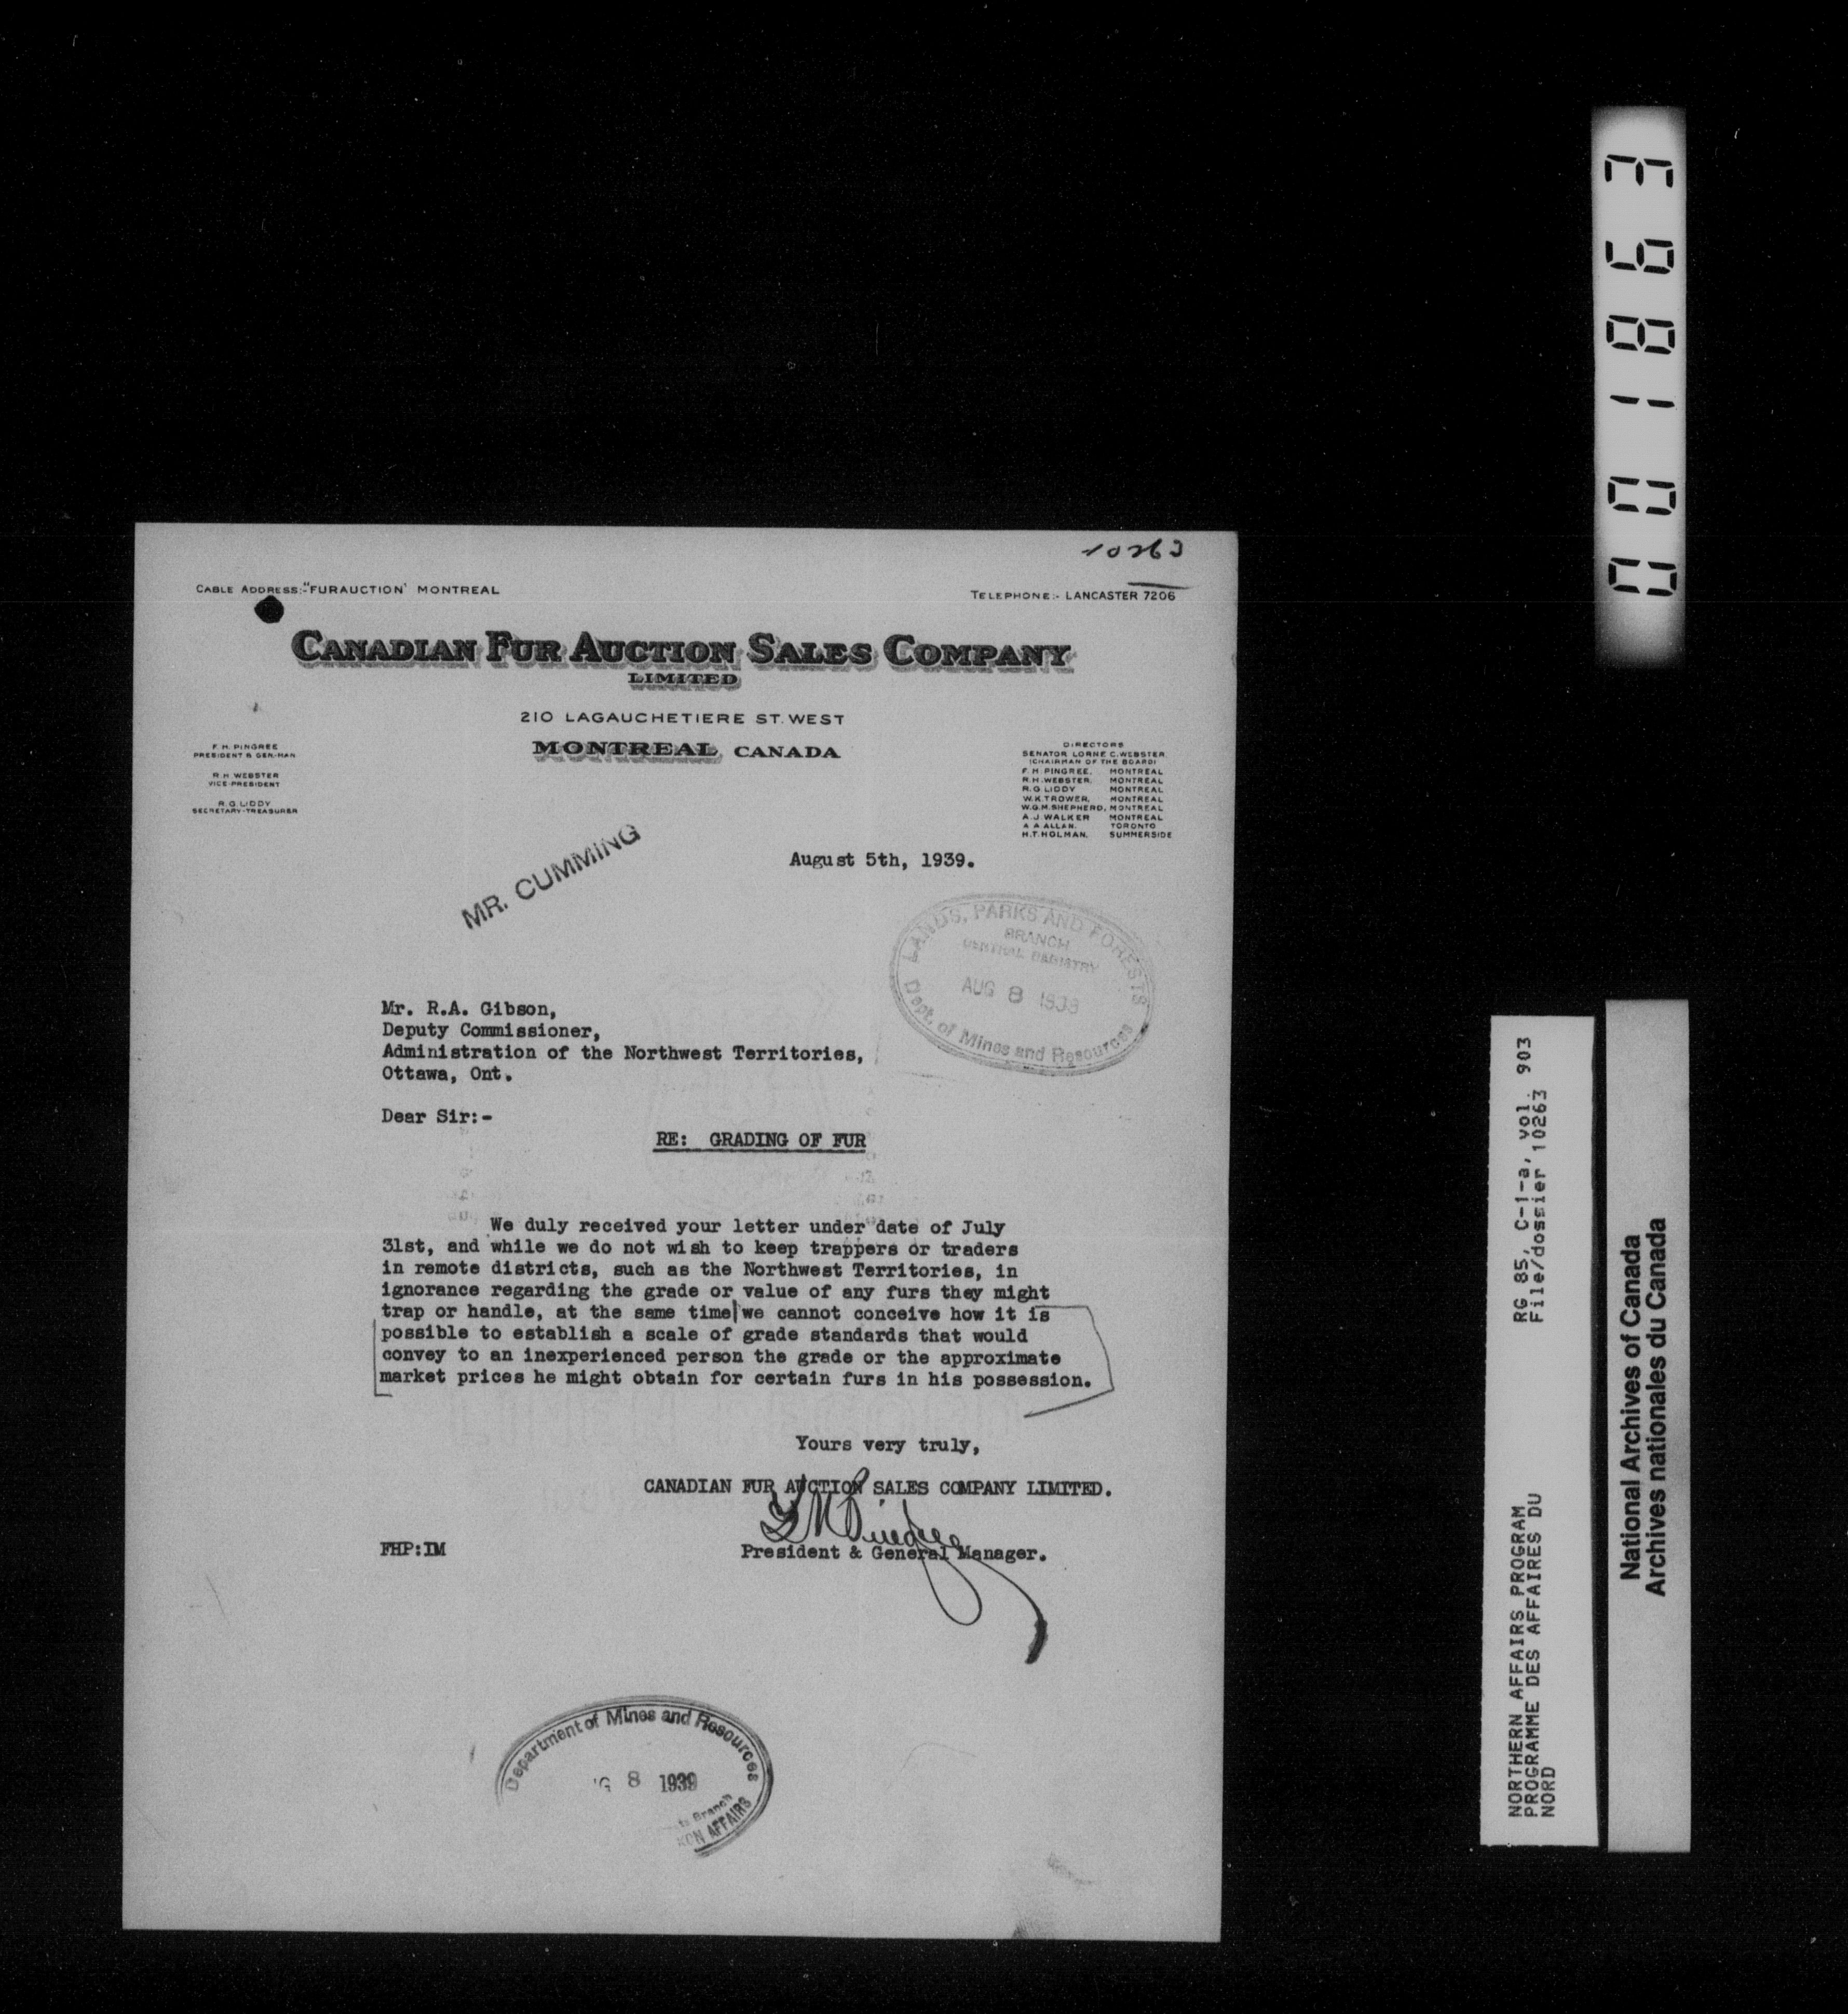 10263
CABLE ADDRESS:-"FURAUCTION" MONTREAL
TELEPHONE:- LANCASTER 7206
CANADIAN FUR AUCTION SALES COMPANY
LIMITED
210 LAGAUCHETIERE ST. WEST
MONTREAL, CANADA
F. H. PINGREE
PRESIDENT & GEN.-MAN
R. H. WEBSTER
VICE-PRESIDENT
R. G LIDDY
SECRETARY-TREASURER
DIRECTORS
SENATOR LORNE C. WEBSTER
(CHAIRMAN OF THE BOARD)
F. H. PINGREE, MONTREAL
R. H. WEBSTER, MONTREAL
R. G LIDDY MONTREAL
W. K. TROWER, MONTREAL
W. G. M. SHEPHERD, MONTREAL
A. J WALKER MONTREAL
A A ALLAN. TORONTO
H. T. HOLMAN, SUMMERSIDE
August 5th, 1939.
MR. CUMMING
LANDS, PARKS AND FORESTS
BRANCH
CENTRAL REGISTRY
AUG 8 1939
Dept. of Mines and Resources
Mr. R.A. Gibson,
Deputy Commissioner,
Administration of the Northwest Territories,
Ottawa, Ont.
Dear Sir:-
RE: GRADING OF FUR
We duly received your letter under date of July
31st, and while we do not wish to keep trappers or traders
in remote districts, such as the Northwest Territories, in
ignorance regarding the grade or value of any furs they might
trap or handle, at the same time we cannot conceive how it is
possible to establish a scale of grade standards that would
convey to an inexperienced person the grade or the approximate
market prices he might obtain for certain furs in his possession.
Yours very truly,
CANADIAN FUR AUCTION SALES COMPANY LIMITED.
F H Pingree
FHP:IM
President & General Manager.
Department of Mines and Resources
G 8 1939
Branch
KON AFFAIRS
001863
RG 85, C-1-a, vol. 903
File/dossier 10263
NORTHERN AFFAIRS PROGRAM
PROGRAMME DES AFFAIRES DU
NORD
National Archives of Canada
Archives nationales du Canada